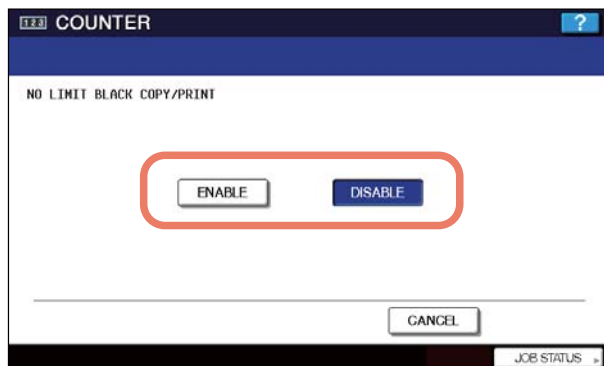 123 COUNTER ?
NO LIMIT BLACK COPY/PRINT
ENABLE DISABLE
CANCEL
JOB STATUS